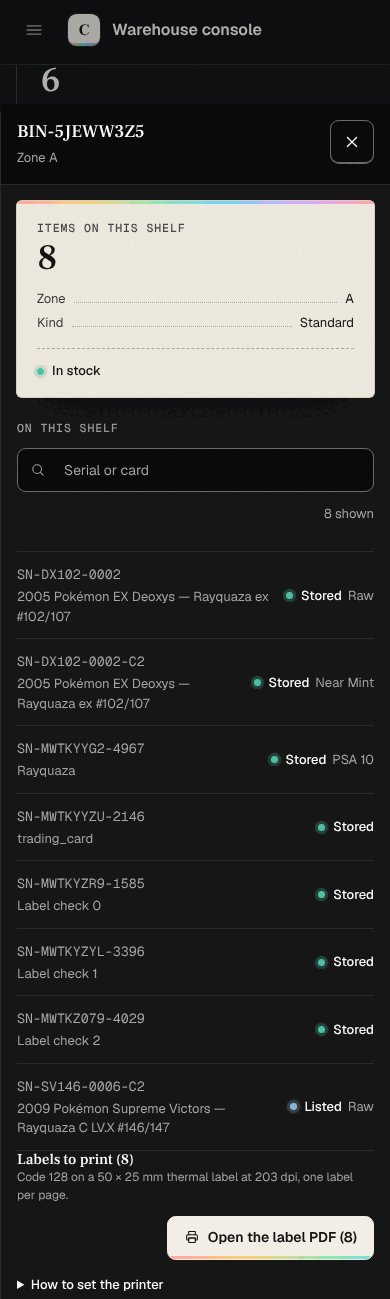 C Warehouse console
6
BIN-5JEWW3Z5
Zone A
ITEMS ON THIS SHELF
8
Zone A
Kind Standard
In stock
ON THIS SHELF
Serial or card
8 shown
SN-DX102-0002
2005 Pokémon EX Deoxys — Rayquaza ex
#102/107
Stored Raw
SN-DX102-0002-C2
2005 Pokémon EX Deoxys —
Rayquaza ex #102/107
Stored Near Mint
SN-MWTKYYG2-4967
Rayquaza
Stored PSA 10
SN-MWTKYYZU-2146
trading_card
Stored
SN-MWTKYZR9-1585
Label check 0
Stored
SN-MWTKYZYL-3396
Label check 1
Stored
SN-MWTKZ079-4029
Label check 2
Stored
SN-SV146-0006-C2
2009 Pokémon Supreme Victors —
Rayquaza C LV.X #146/147
Listed Raw
Labels to print (8)
Code 128 on a 50 × 25 mm thermal label at 203 dpi, one label
per page.
Open the label PDF (8)
How to set the printer